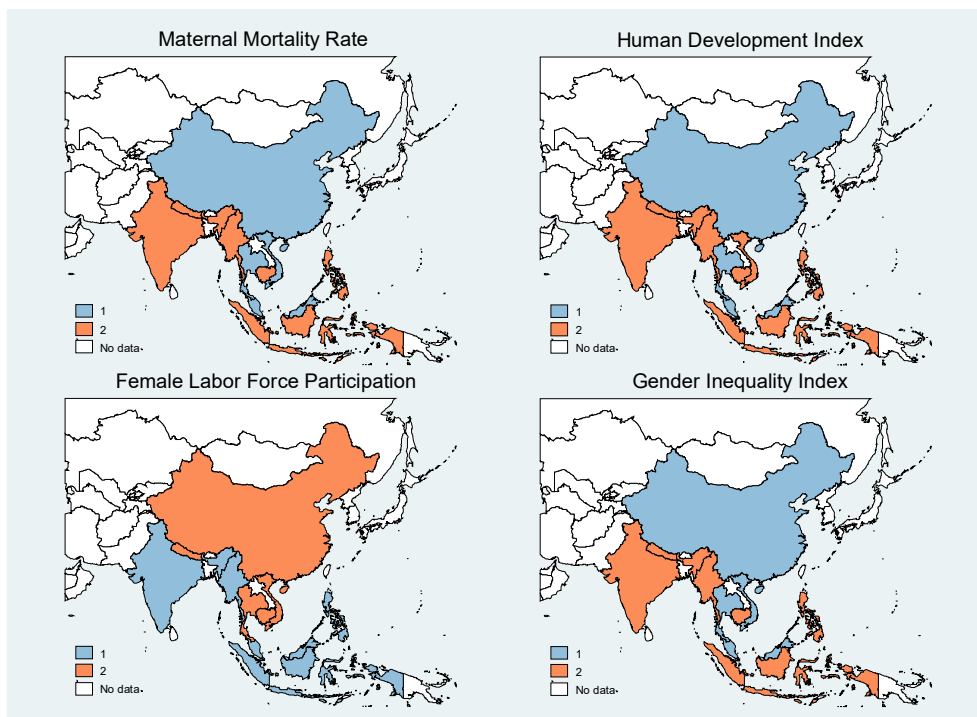 Maternal Mortality Rate
1
2
No data
Human Development Index
1
2
No data
Female Labor Force Participation
1
2
No data
Gender Inequality Index
1
2
No data